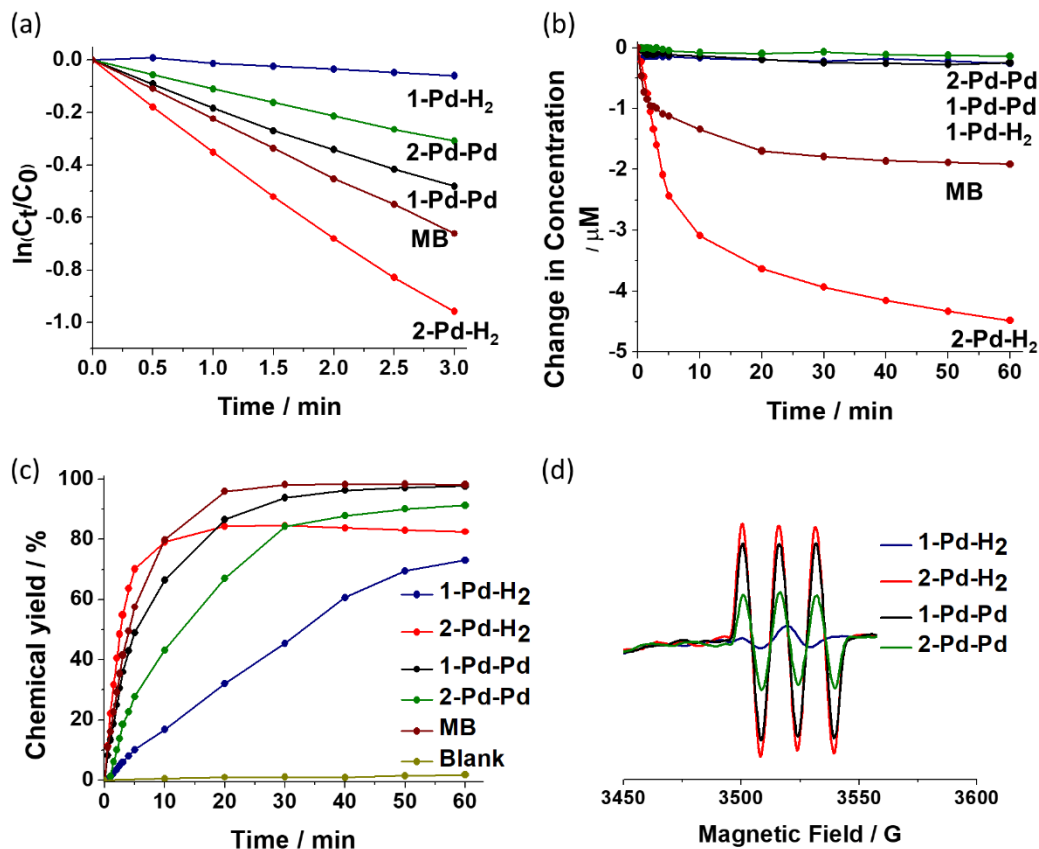 (a)
ln(Cₜ/C₀)
0.0
-0.2
-0.4
-0.6
-0.8
-1.0
1-Pd-H₂
2-Pd-Pd
1-Pd-Pd
MB
2-Pd-H₂
0.0 0.5 1.0 1.5 2.0 2.5 3.0
Time / min
(b)
Change in Concentration
/ μM
0
-1
-2
-3
-4
-5
2-Pd-Pd
1-Pd-Pd
1-Pd-H₂
MB
2-Pd-H₂
0 10 20 30 40 50 60
Time / min
(c)
Chemical yield / %
100
80
60
40
20
0
1-Pd-H₂
2-Pd-H₂
1-Pd-Pd
2-Pd-Pd
MB
Blank
0 10 20 30 40 50 60
Time / min
(d)
1-Pd-H₂
2-Pd-H₂
1-Pd-Pd
2-Pd-Pd
3450 3500 3550 3600
Magnetic Field / G